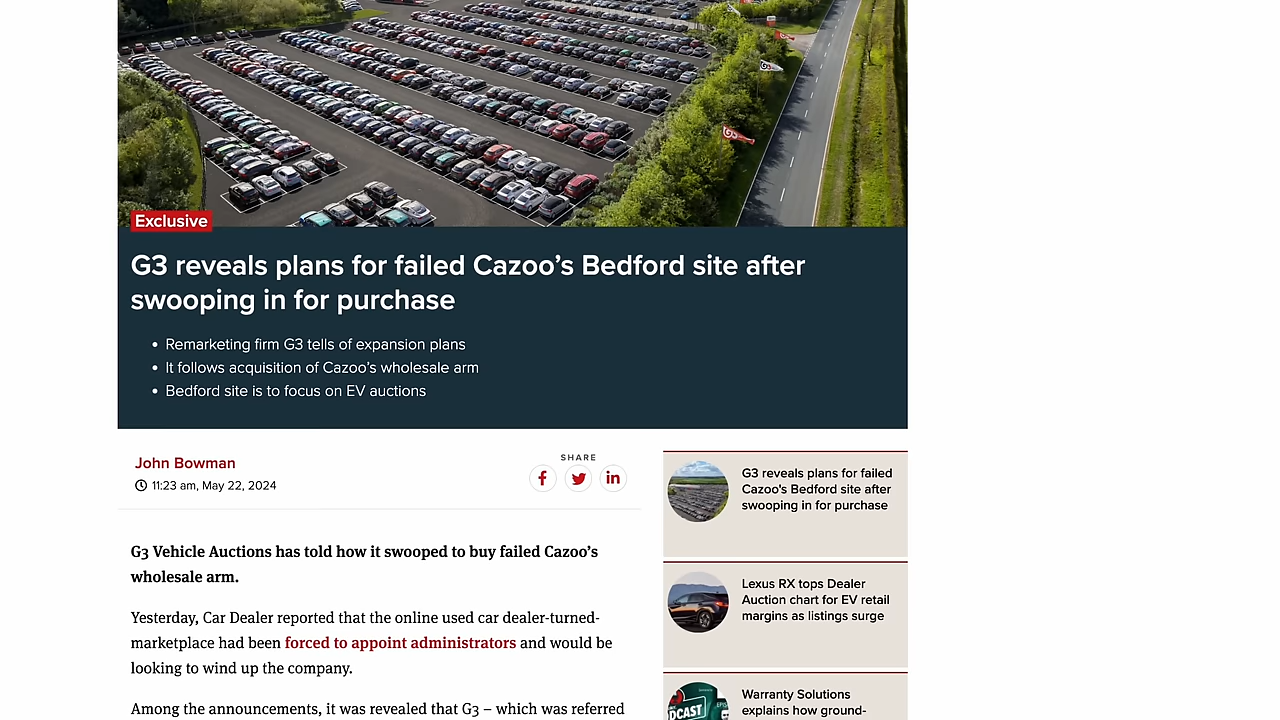 G3
G3
Exclusive
G3 reveals plans for failed Cazoo's Bedford site after
swooping in for purchase
• Remarketing firm G3 tells of expansion plans
• It follows acquisition of Cazoo's wholesale arm
• Bedford site is to focus on EV auctions
John Bowman
11:23 am, May 22, 2024
SHARE
G3 Vehicle Auctions has told how it swooped to buy failed Cazoo's
wholesale arm.
Yesterday, Car Dealer reported that the online used car dealer-turned-
marketplace had been forced to appoint administrators and would be
looking to wind up the company.
Among the announcements, it was revealed that G3 – which was referred
G3 reveals plans for failed
Cazoo's Bedford site after
swooping in for purchase
Lexus RX tops Dealer
Auction chart for EV retail
margins as listings surge
DCAST
Warranty Solutions
explains how ground-